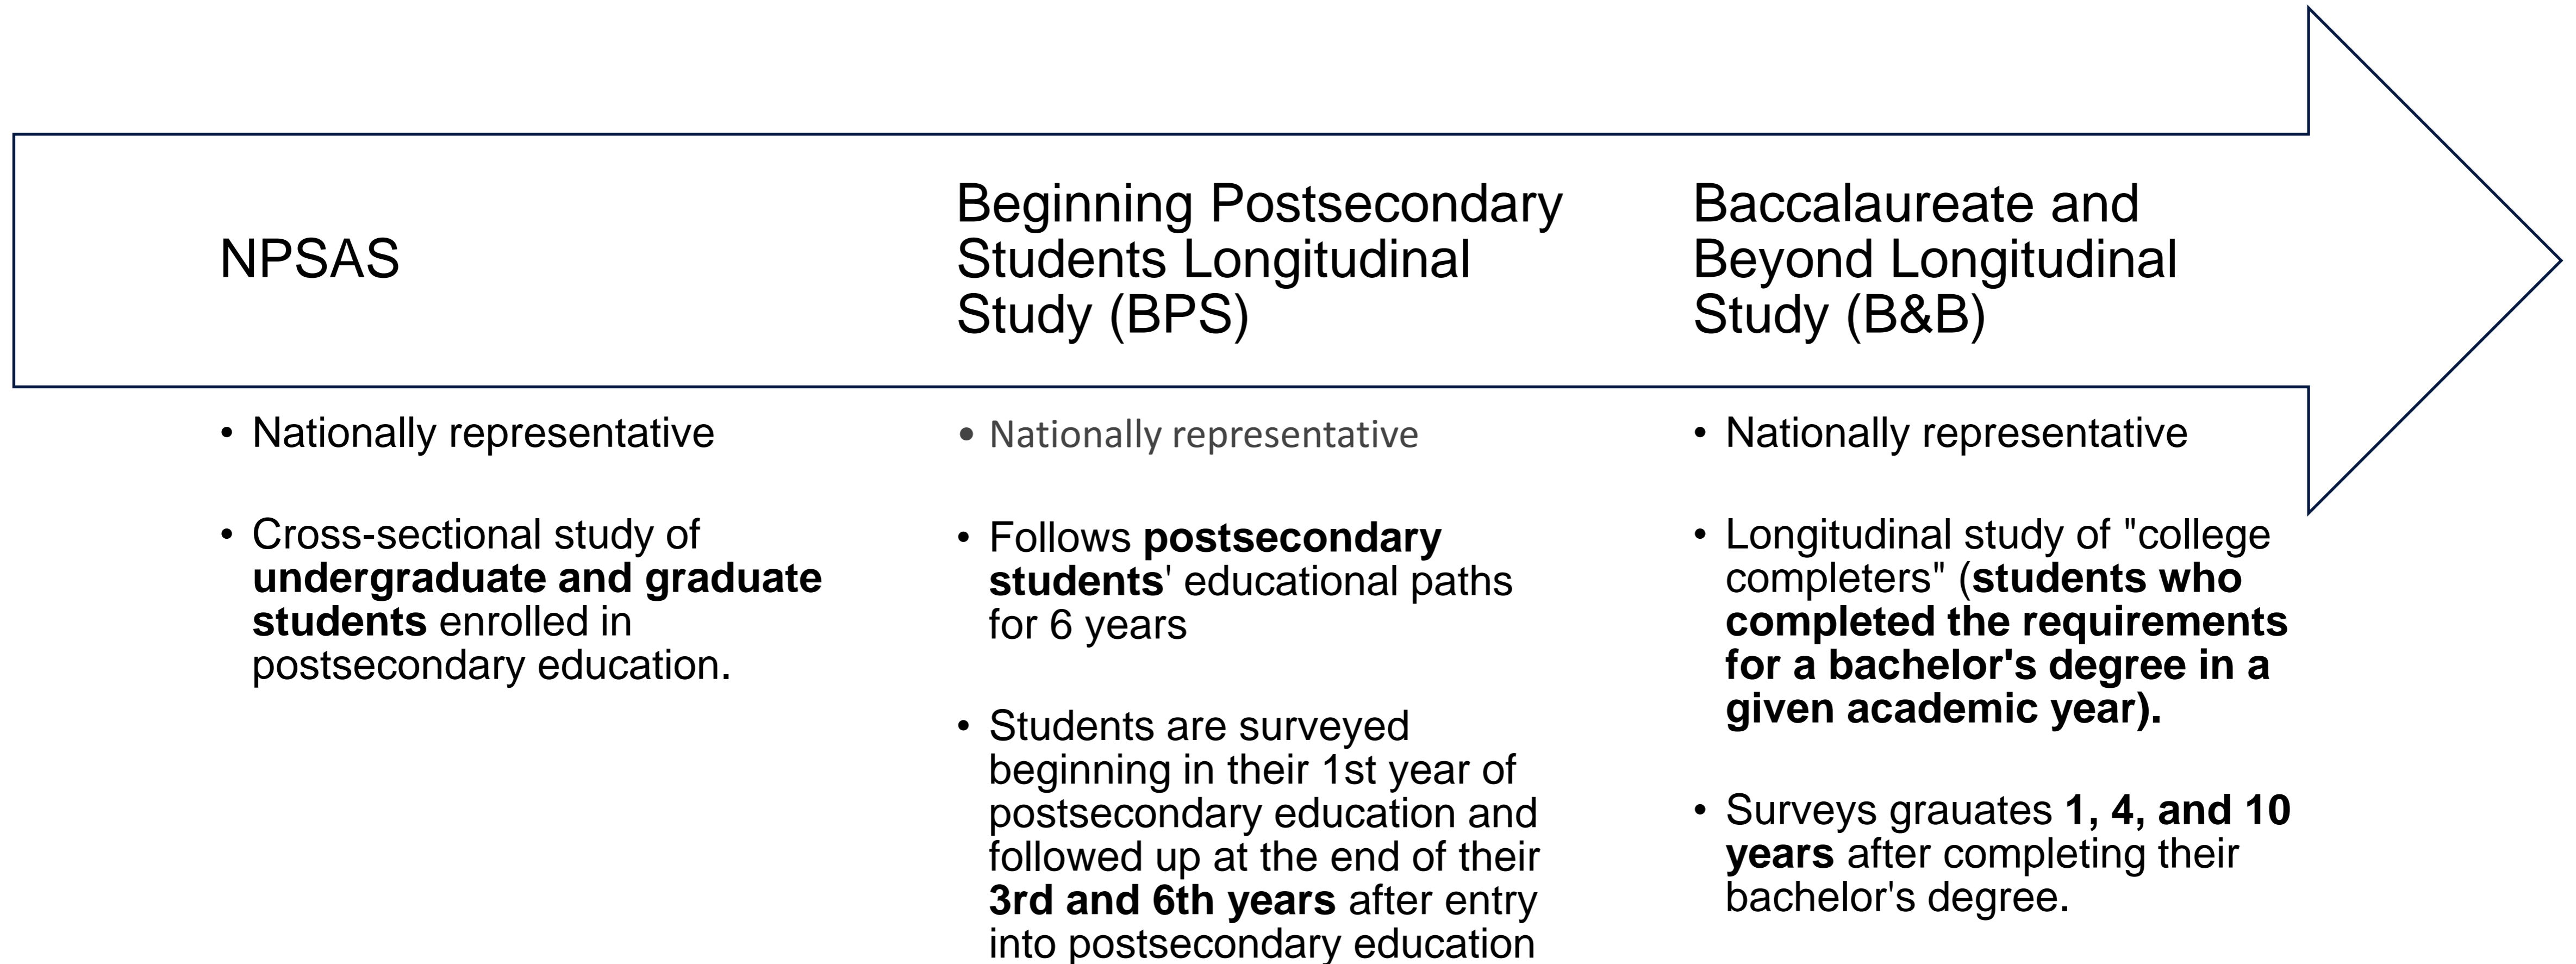 NPSAS
Beginning Postsecondary
Students Longitudinal
Study (BPS)
Baccalaureate and
Beyond Longitudinal
Study (B&B)
• Nationally representative
• Cross-sectional study of
undergraduate and graduate
students enrolled in
postsecondary education.
• Nationally representative
• Follows postsecondary
students' educational paths
for 6 years
• Students are surveyed
beginning in their 1st year of
postsecondary education and
followed up at the end of their
3rd and 6th years after entry
into postsecondary education
• Nationally representative
• Longitudinal study of "college
completers" (students who
completed the requirements
for a bachelor's degree in a
given academic year).
• Surveys grauates 1, 4, and 10
years after completing their
bachelor's degree.